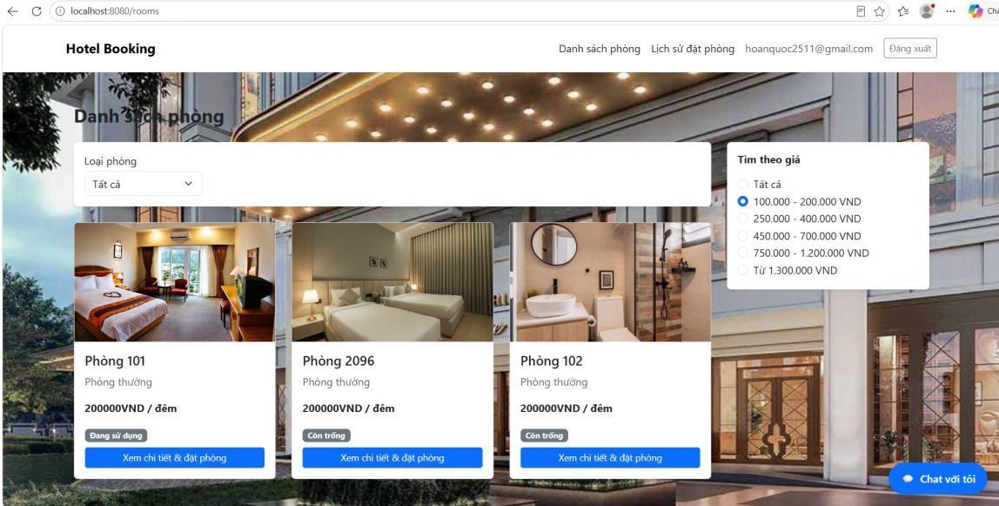 localhost:8080/rooms
Cha
Hotel Booking
Danh sách phòng
Lịch sử đặt phòng
hoanquoc2511@gmail.com
Đăng xuất
Danh sách phòng
Loại phòng
Tất cả
Tìm theo giá
Tất cả
100.000 - 200.000 VND
250.000 - 400.000 VND
450.000 - 700.000 VND
750.000 - 1.200.000 VND
Từ 1.300.000 VND
Phòng 101
Phòng thường
200000VND / đêm
Đang sử dụng
Xem chi tiết & đặt phòng
Phòng 2096
Phòng thường
200000VND / đêm
Còn trống
Xem chi tiết & đặt phòng
Phòng 102
Phòng thường
200000VND / đêm
Còn trống
Xem chi tiết & đặt phòng
Chat với tôi